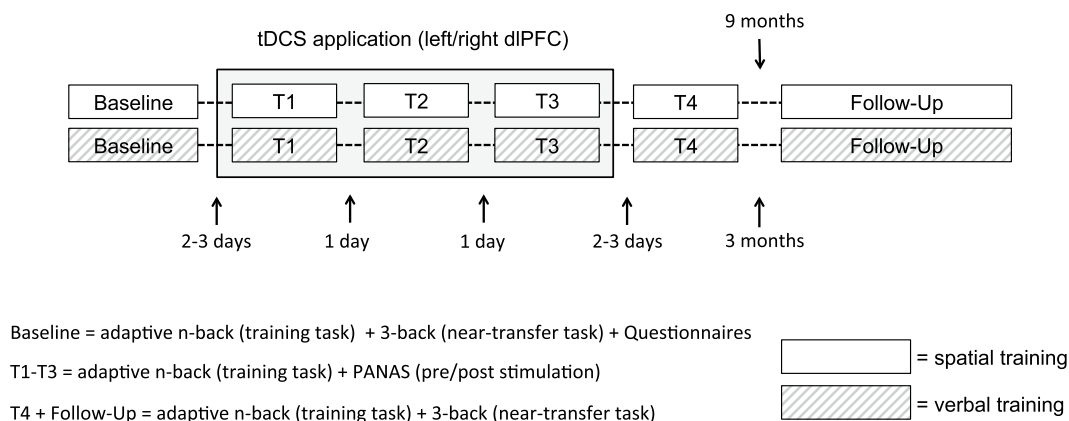 9 months
tDCS application (left/right dlPFC)
Baseline T1 T2 T3 T4 Follow-Up
Baseline T1 T2 T3 T4 Follow-Up
2-3 days 1 day 1 day 2-3 days 3 months
Baseline = adaptive n-back (training task) + 3-back (near-transfer task) + Questionnaires
= spatial training
T1-T3 = adaptive n-back (training task) + PANAS (pre/post stimulation)
= verbal training
T4 + Follow-Up = adaptive n-back (training task) + 3-back (near-transfer task)